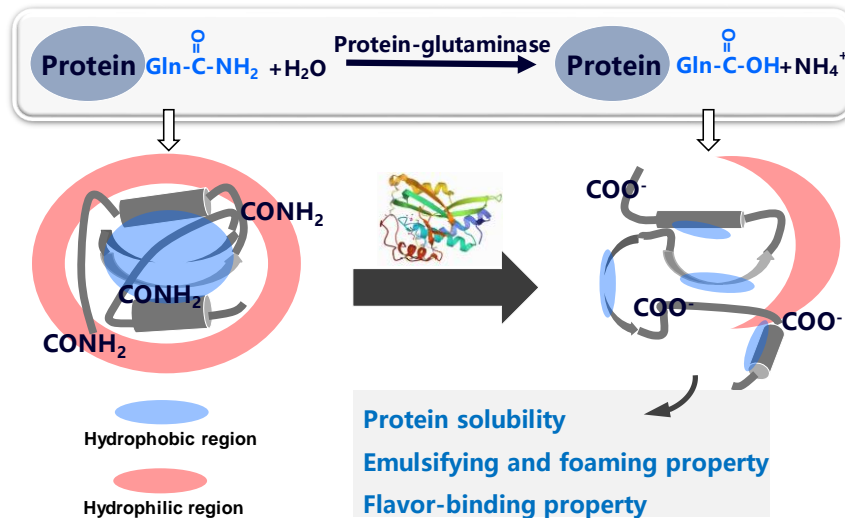 Protein-glutaminase
O
O
Protein Gln-C-NH₂ +H₂O
Protein Gln-C-OH+NH₄⁺
CONH₂
CONH₂
CONH₂
COO⁻
COO⁻
COO⁻
Hydrophobic region
Hydrophilic region
Protein solubility
Emulsifying and foaming property
Flavor-binding property